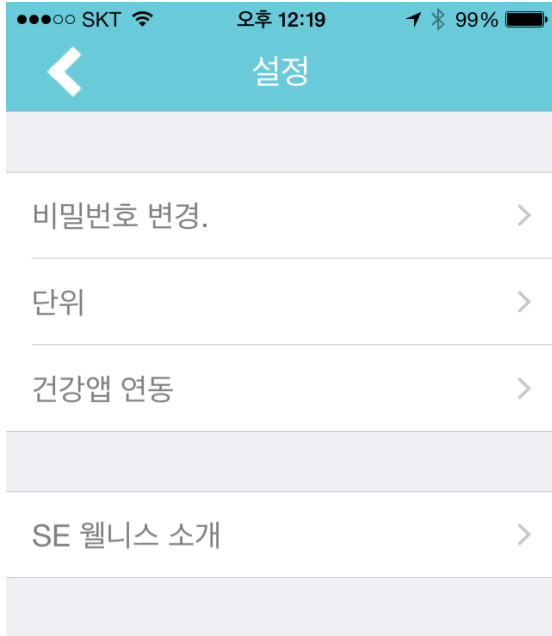 SKT 오후 12:19 99%
설정
비밀번호 변경.
단위
건강앱 연동
SE 웰니스 소개